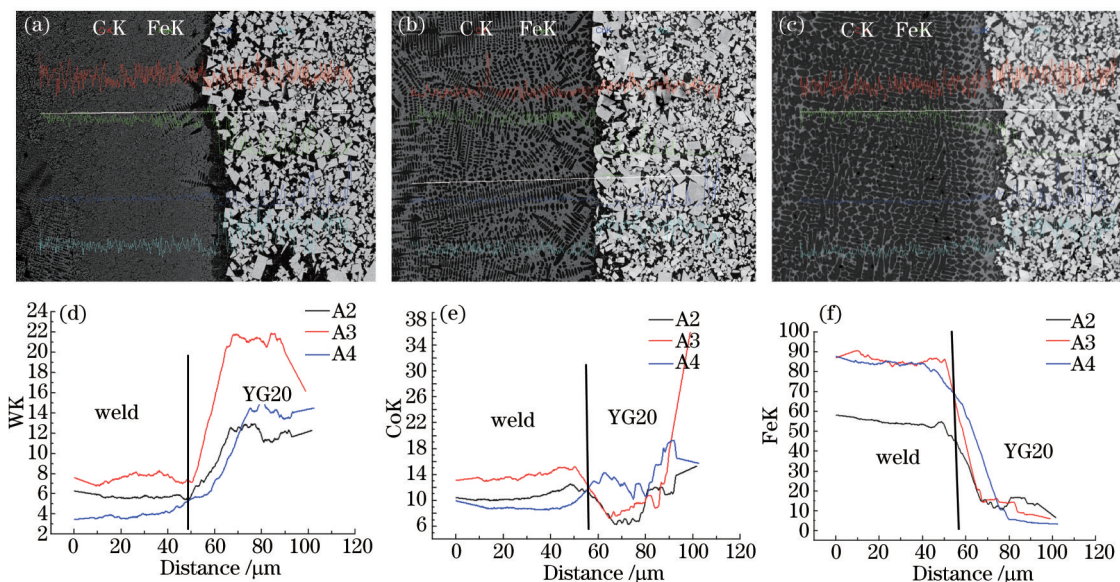 (a) C K FeK
(b) C K FeK
(c) C K FeK
(d)
WK
24
22
20
18
16
14
12
10
8
6
4
2
A2
A3
A4
weld
YG20
0 20 40 60 80 100 120
Distance /μm
(e)
CoK
38
34
30
26
22
18
14
10
6
A2
A3
A4
weld
YG20
0 20 40 60 80 100 120
Distance /μm
(f)
FeK
100
90
80
70
60
50
40
30
20
10
0
A2
A3
A4
weld
YG20
0 20 40 60 80 100 120
Distance /μm